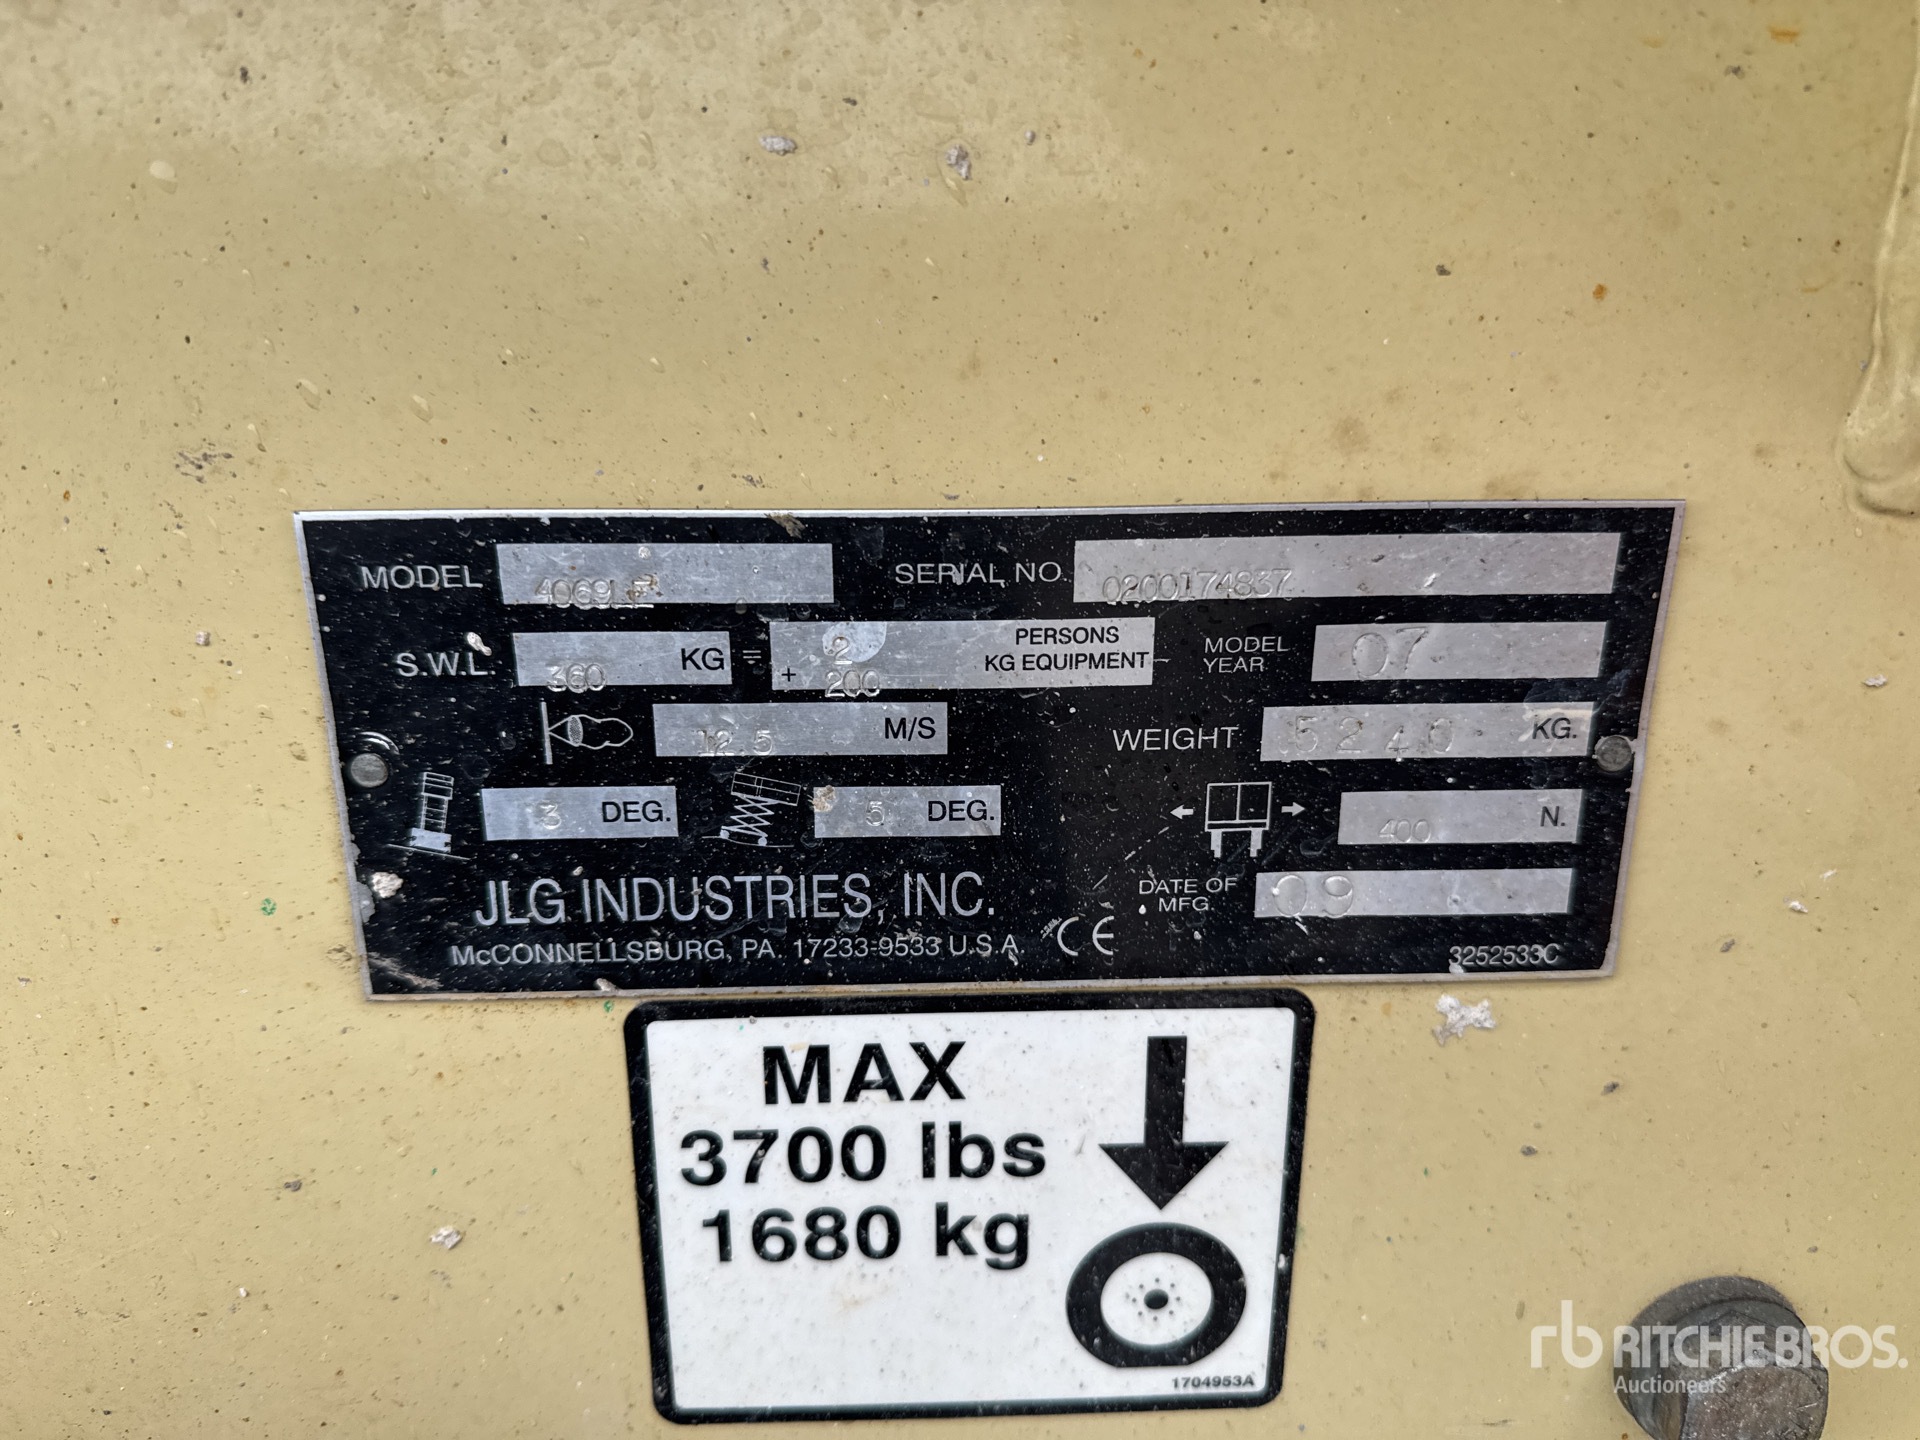 MODEL 4069LE SERIAL NO. 0200174837
S.W.L. 360 KG = 2 PERSONS
+ 200 KG EQUIPMENT
MODEL YEAR 07
12.5 M/S WEIGHT 5240 KG.
3 DEG. 5 DEG. 400 N.
JLG INDUSTRIES, INC.
McCONNELLSBURG, PA. 17233-9533 U.S.A. CE
DATE OF MFG. 09
3252533C
MAX
3700 lbs
1680 kg
1704953A
rb RITCHIE BROS.
Auctioneers